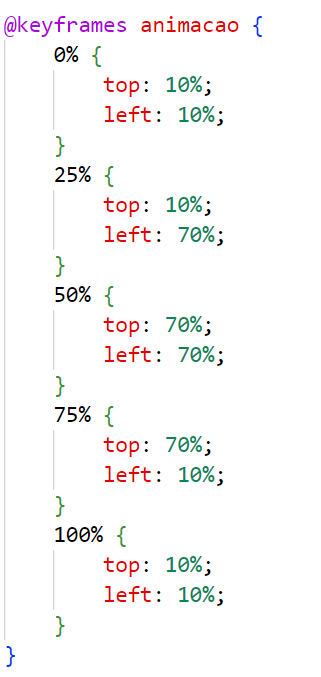 @keyframes animacao {
    0% {
        top: 10%;
        left: 10%;
    }
    25% {
        top: 10%;
        left: 70%;
    }
    50% {
        top: 70%;
        left: 70%;
    }
    75% {
        top: 70%;
        left: 10%;
    }
    100% {
        top: 10%;
        left: 10%;
    }
}